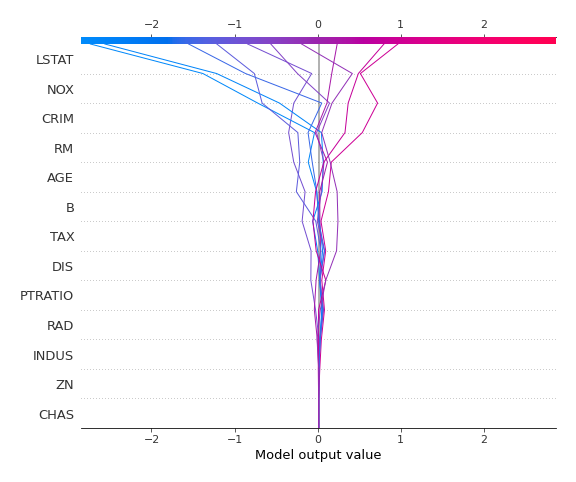 −2 −1 0 1 2
LSTAT
NOX
CRIM
RM
AGE
B
TAX
DIS
PTRATIO
RAD
INDUS
ZN
CHAS
−2 −1 0 1 2
Model output value